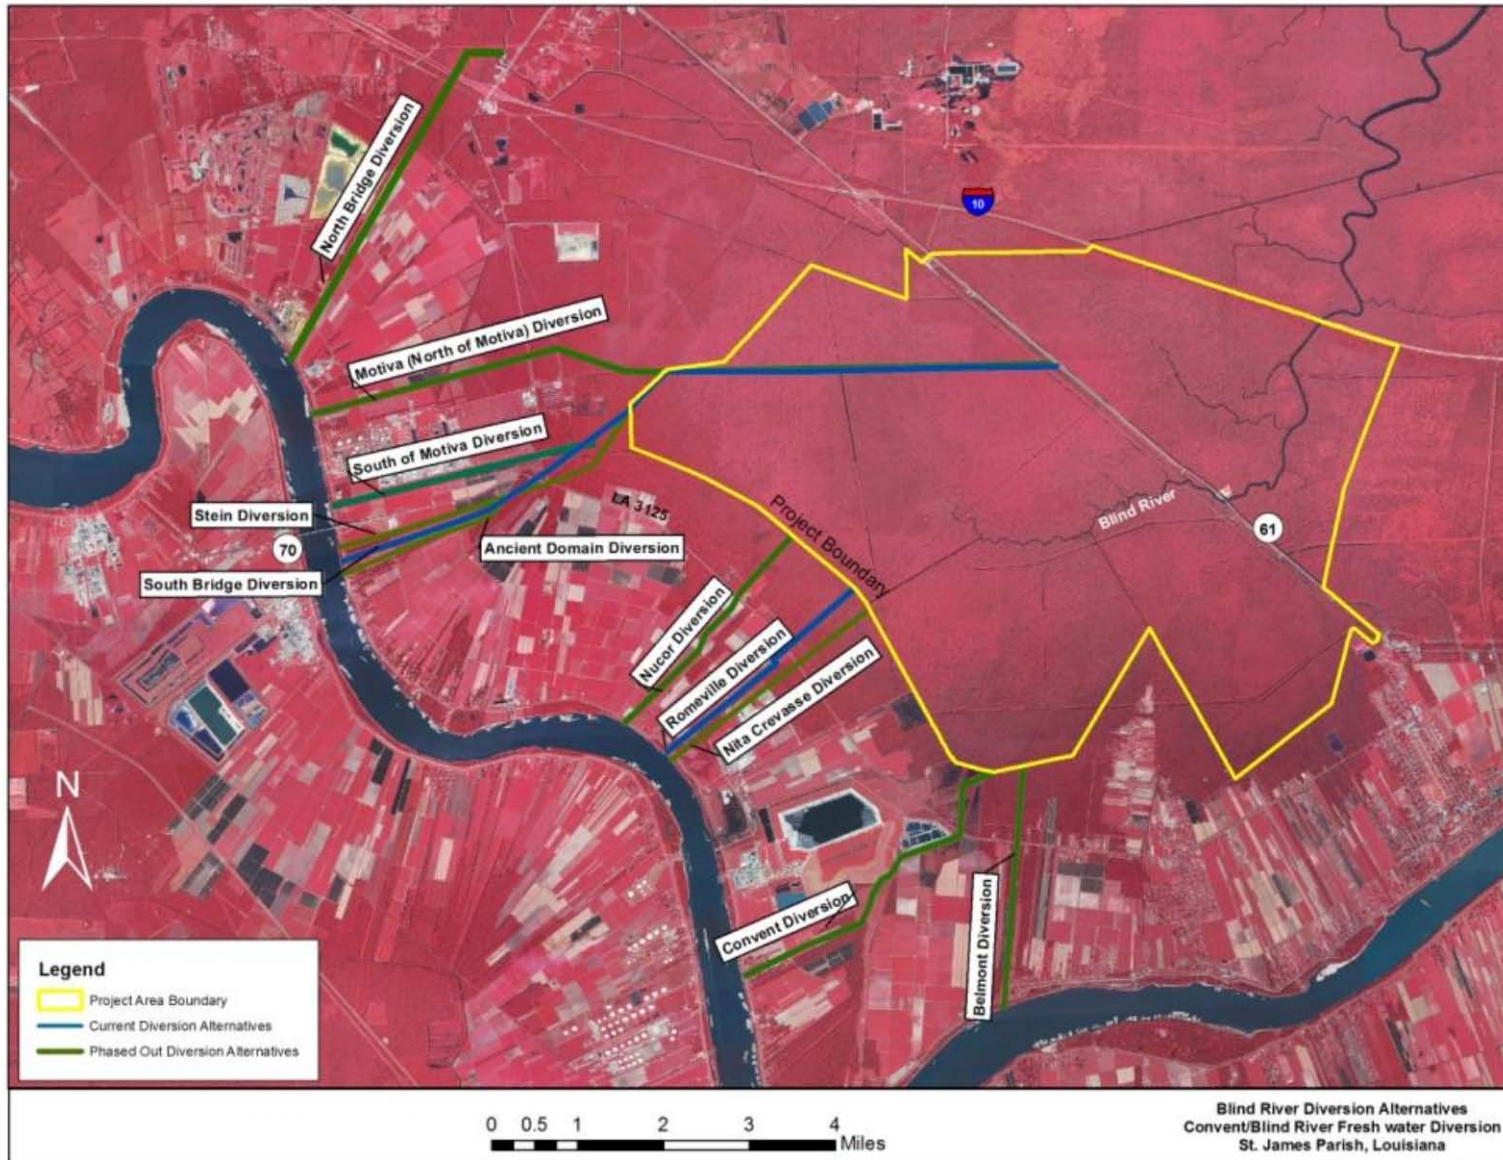 North Bridge Diversion
10
Motiva (North of Motiva) Diversion
South of Motiva Diversion
Stein Diversion
LA 3125
Project Boundary
Blind River
61
70
Ancient Domain Diversion
South Bridge Diversion
Nucor Diversion
Romeville Diversion
Nita Crevasse Diversion
N
Convent Diversion
Belmont Diversion
Legend
Project Area Boundary
Current Diversion Alternatives
Phased Out Diversion Alternatives
0 0.5 1 2 3 4
Miles
Blind River Diversion Alternatives
Convent/Blind River Fresh water Diversion
St. James Parish, Louisiana